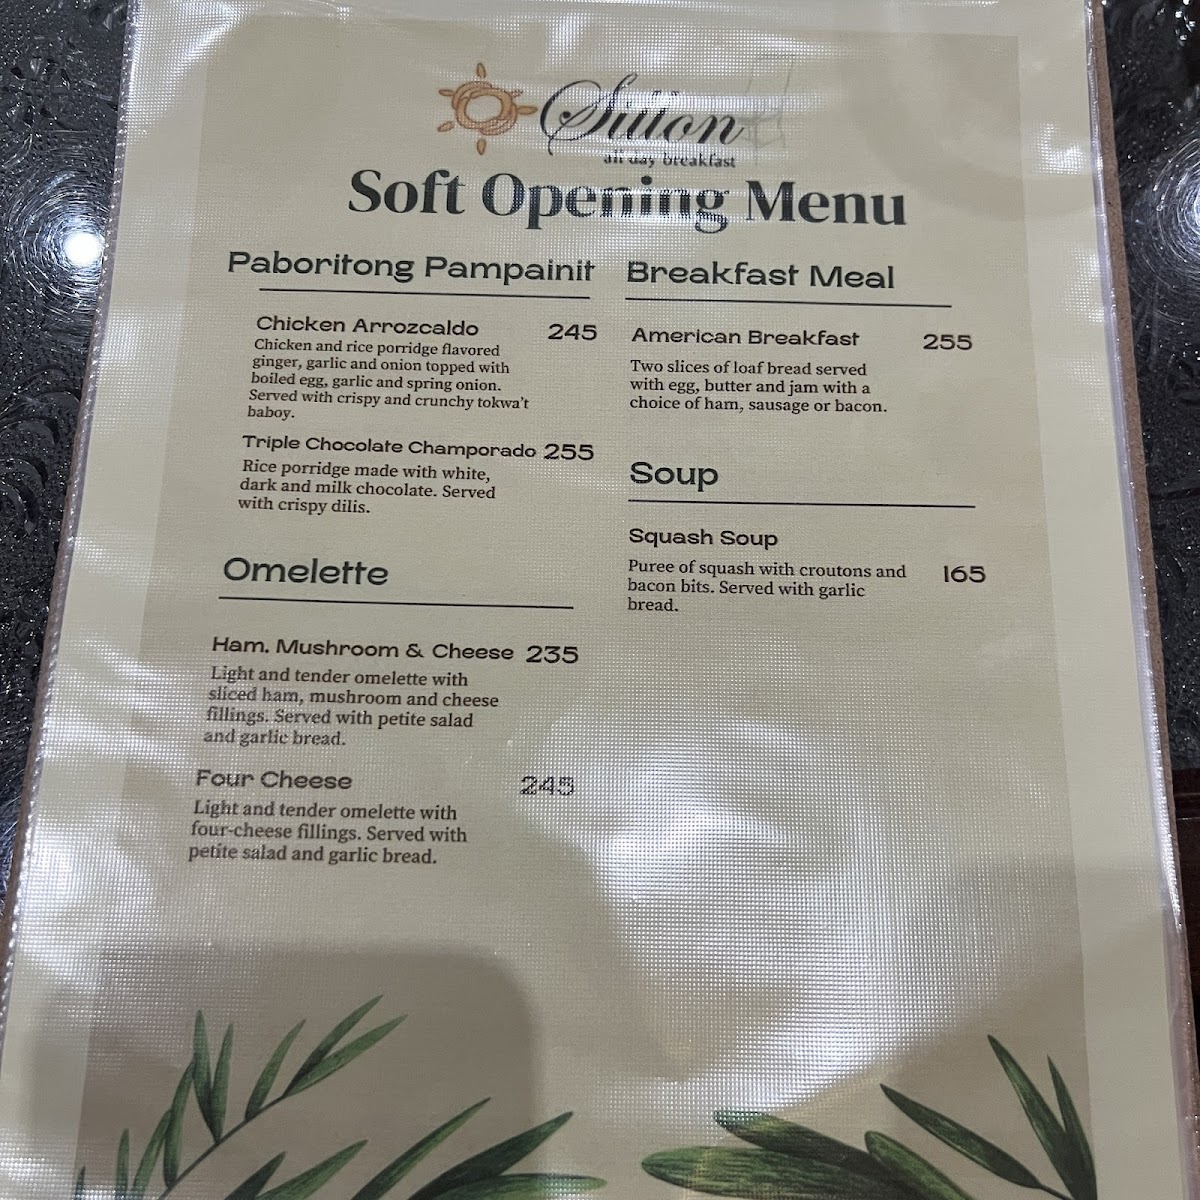 Sitton
all day breakfast
Soft Opening Menu
Paboritong Pampainit
Chicken Arrozcaldo 245
Chicken and rice porridge flavored
ginger, garlic and onion topped with
boiled egg, garlic and spring onion.
Served with crispy and crunchy tokwa't
baboy.
Triple Chocolate Champorado 255
Rice porridge made with white,
dark and milk chocolate. Served
with crispy dilis.
Omelette
Ham, Mushroom & Cheese 235
Light and tender omelette with
sliced ham, mushroom and cheese
fillings. Served with petite salad
and garlic bread.
Four Cheese 245
Light and tender omelette with
four-cheese fillings. Served with
petite salad and garlic bread.
Breakfast Meal
American Breakfast 255
Two slices of loaf bread served
with egg, butter and jam with a
choice of ham, sausage or bacon.
Soup
Squash Soup
Puree of squash with croutons and 165
bacon bits. Served with garlic
bread.